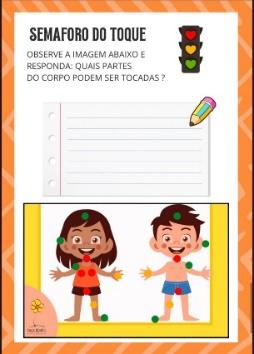 SEMAFORO DO TOQUE
OBSERVE A IMAGEM ABAIXO E
RESPONDA: QUAIS PARTES
DO CORPO PODEM SER TOCADAS ?